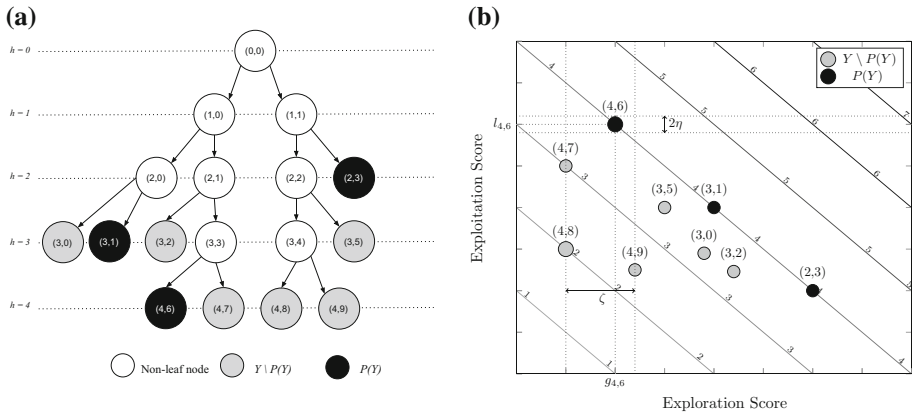 (a)
h = 0
(0,0)
h = 1
(1,0) (1,1)
h = 2
(2,0) (2,1) (2,2) (2,3)
h = 3
(3,0) (3,1) (3,2) (3,3) (3,4) (3,5)
h = 4
(4,6) (4,7) (4,8) (4,9)
Non-leaf node Y \ P(Y) P(Y)
(b)
Y \ P(Y)
P(Y)
4 5 6 7
(4,6)
l4,6
2η
5 6
(4,7)
3 4 5
(3,5) (3,1)
(4,8)
2 3 4 5
(4,9) (3,0) (3,2)
(2,3)
ζ
1 2 3 4
1 2 3 4
g4,6
Exploitation Score
Exploration Score